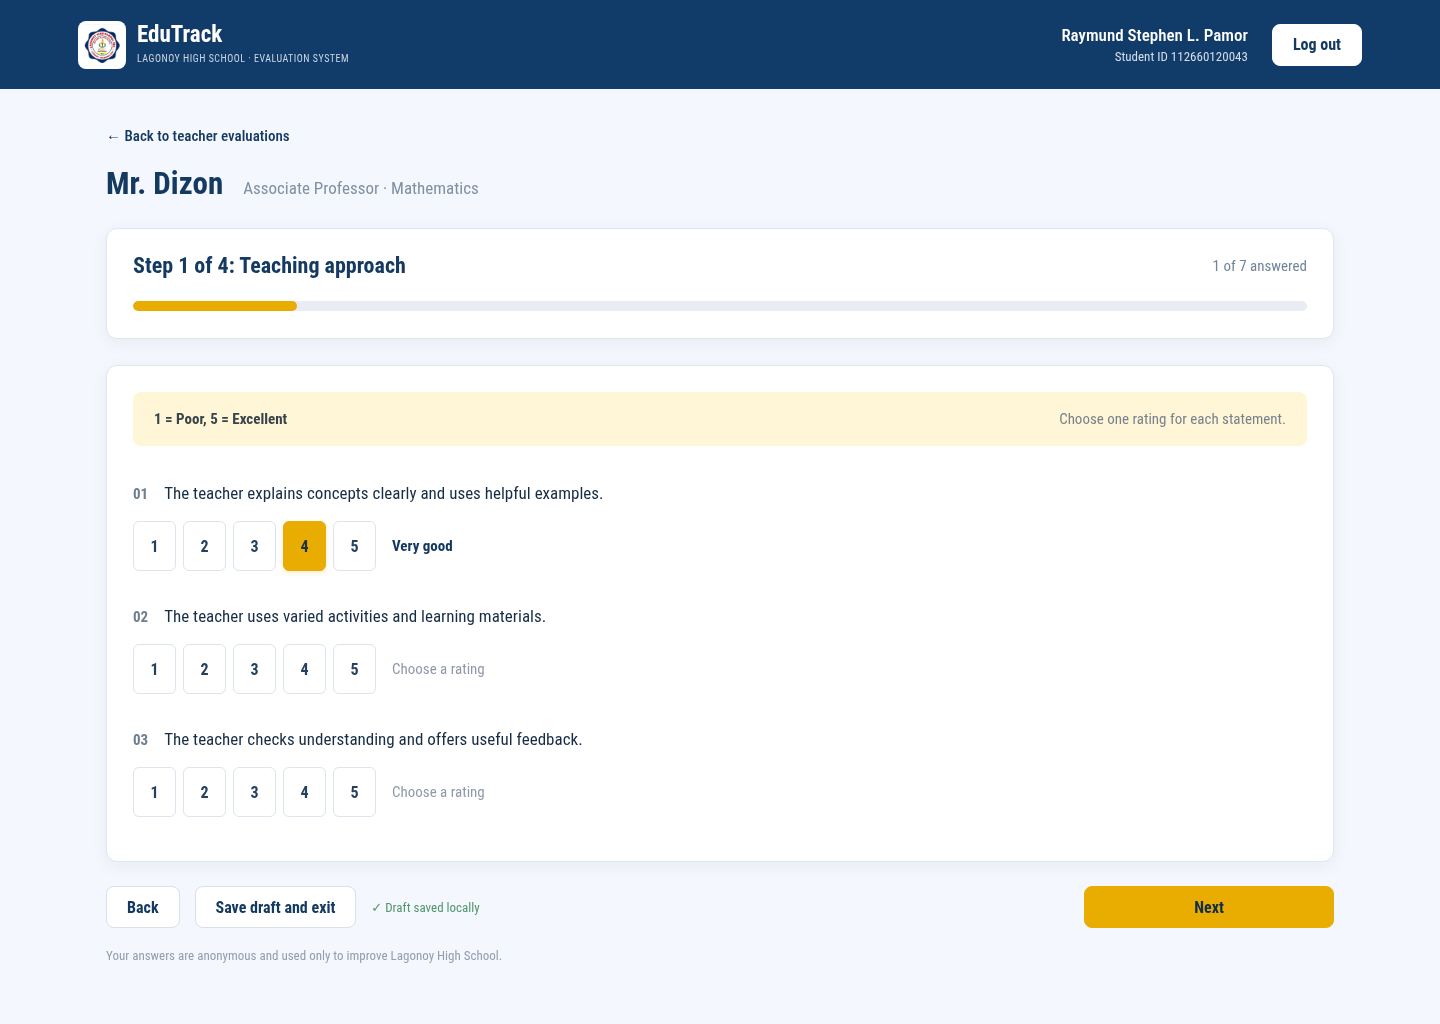 EduTrack
LAGONOY HIGH SCHOOL · EVALUATION SYSTEM
Raymund Stephen L. Pamor
Student ID 112660120043
Log out
← Back to teacher evaluations
Mr. Dizon Associate Professor · Mathematics
Step 1 of 4: Teaching approach
1 of 7 answered
1 = Poor, 5 = Excellent
Choose one rating for each statement.
01 The teacher explains concepts clearly and uses helpful examples.
1 2 3 4 5 Very good
02 The teacher uses varied activities and learning materials.
1 2 3 4 5 Choose a rating
03 The teacher checks understanding and offers useful feedback.
1 2 3 4 5 Choose a rating
Back
Save draft and exit
✓ Draft saved locally
Next
Your answers are anonymous and used only to improve Lagonoy High School.